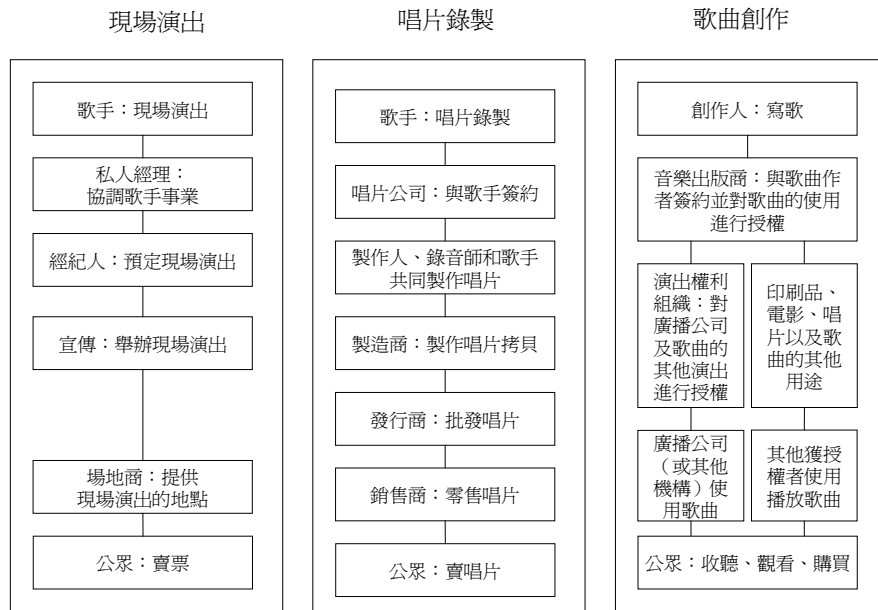 現場演出
歌手：現場演出
私人經理：
協調歌手事業
經紀人：預定現場演出
宣傳：舉辦現場演出
場地商：提供
現場演出的地點
公眾：賣票
唱片錄製
歌手：唱片錄製
唱片公司：與歌手簽約
製作人、錄音師和歌手
共同製作唱片
製造商：製作唱片拷貝
發行商：批發唱片
銷售商：零售唱片
公眾：賣唱片
歌曲創作
創作人：寫歌
音樂出版商：與歌曲作
者簽約並對歌曲的使用
進行授權
演出權利
組織：對
廣播公司
及歌曲的
其他演出
進行授權
印刷品、
電影、唱
片以及歌
曲的其他
用途
廣播公司
（或其他
機構）使
用歌曲
其他獲授
權者使用
播放歌曲
公眾：收聽、觀看、購買